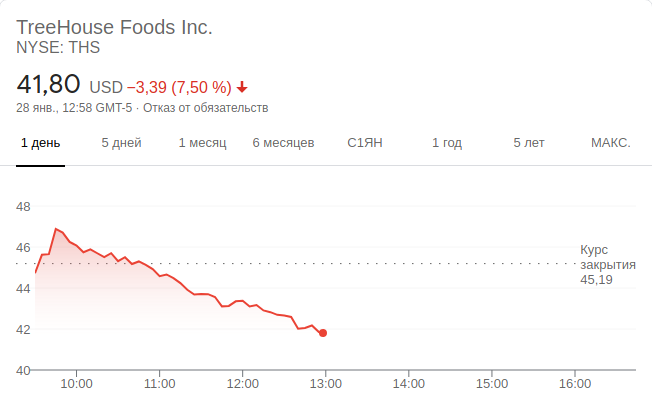 TreeHouse Foods Inc.
NYSE: THS
41,80 USD −3,39 (7,50 %)
28 янв., 12:58 GMT-5 · Отказ от обязательств
1 день 5 дней 1 месяц 6 месяцев С1ЯН 1 год 5 лет МАКС.
48
46
44
42
40
Курс
закрытия
45,19
10:00 11:00 12:00 13:00 14:00 15:00 16:00